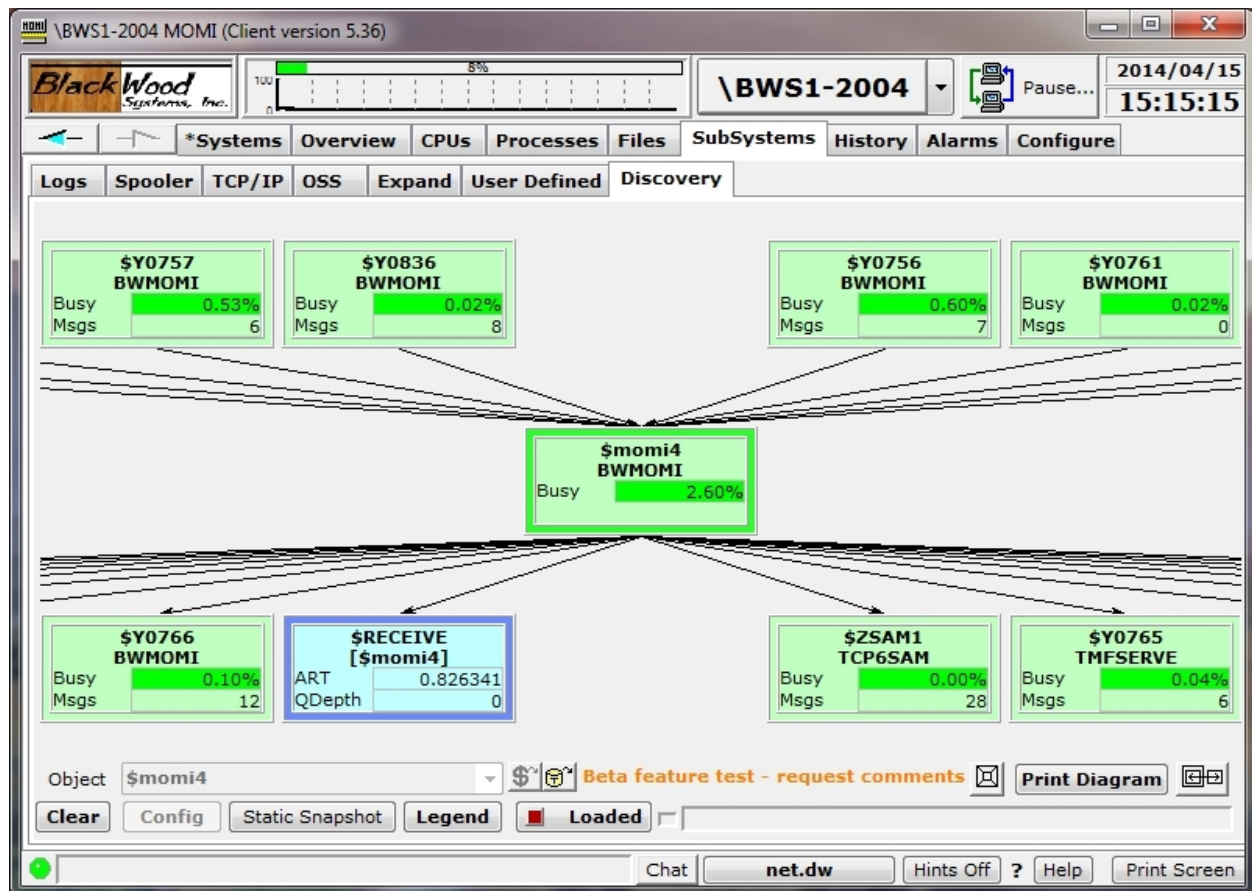 \BWS1-2004 MOMI (Client version 5.36)
BlackWood
Systems, Inc.
100
0
8%
\BWS1-2004
Pause...
2014/04/15
15:15:15
*Systems Overview CPUs Processes Files SubSystems History Alarms Configure
Logs Spooler TCP/IP OSS Expand User Defined Discovery
$Y0757
BWMOMI
Busy 0.53%
Msgs 6
$Y0836
BWMOMI
Busy 0.02%
Msgs 8
$Y0756
BWMOMI
Busy 0.60%
Msgs 7
$Y0761
BWMOMI
Busy 0.02%
Msgs 0
$momi4
BWMOMI
Busy 2.60%
$Y0766
BWMOMI
Busy 0.10%
Msgs 12
$RECEIVE
[$momi4]
ART 0.826341
QDepth 0
$ZSAM1
TCP6SAM
Busy 0.00%
Msgs 28
$Y0765
TMFSERVE
Busy 0.04%
Msgs 6
Object $momi4 Beta feature test - request comments Print Diagram
Clear Config Static Snapshot Legend Loaded
Chat net.dw Hints Off ? Help Print Screen